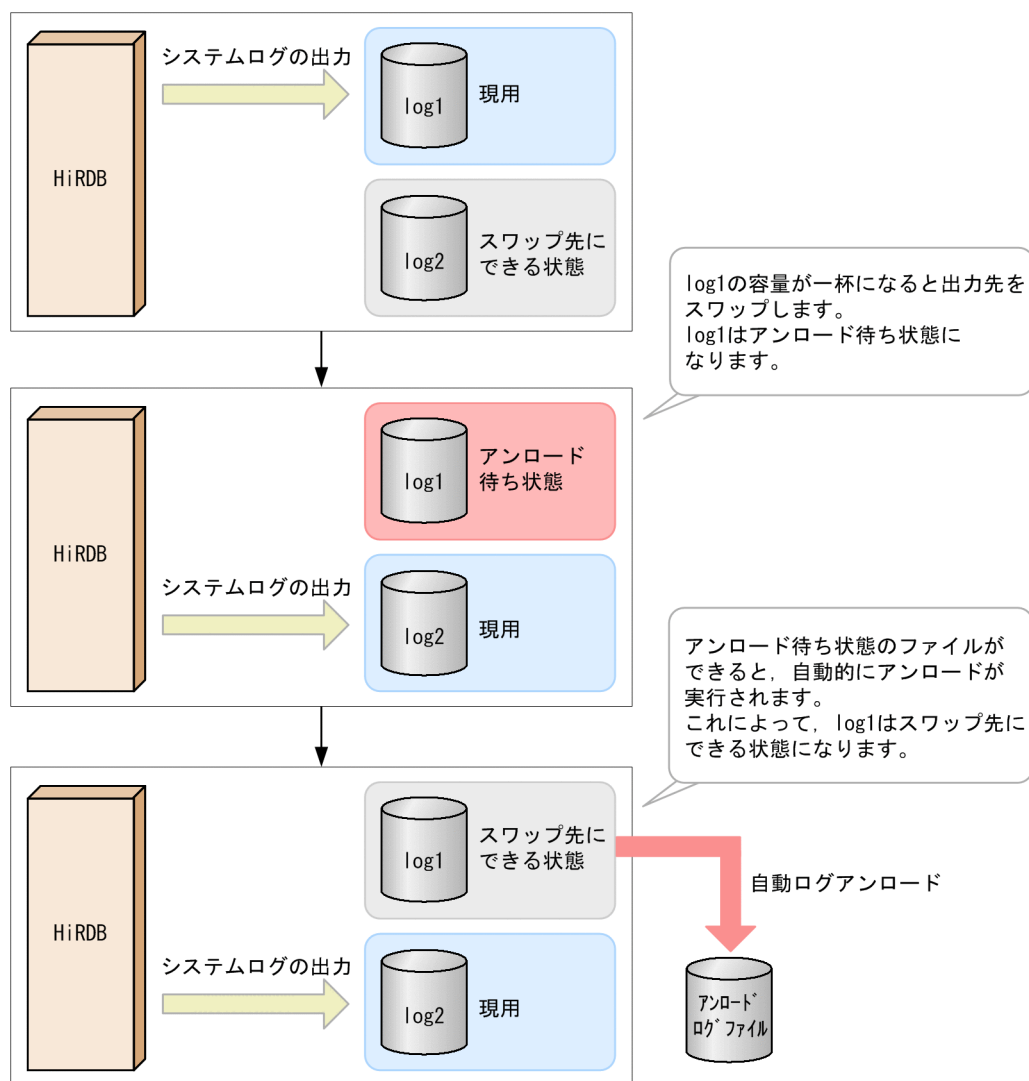 システムログの出力
log1
現用
HiRDB
log2
スワップ先に
できる状態
log1の容量が一杯になると出力先を
スワップします。
log1はアンロード待ち状態に
なります。
log1
アンロード
待ち状態
HiRDB
システムログの出力
log2
現用
アンロード待ち状態のファイルが
できると，自動的にアンロードが
実行されます。
これによって，log1はスワップ先に
できる状態になります。
log1
スワップ先に
できる状態
自動ログアンロード
HiRDB
システムログの出力
log2
現用
ｱﾝﾛｰﾄﾞ
ﾛｸﾞﾌｧｲﾙ